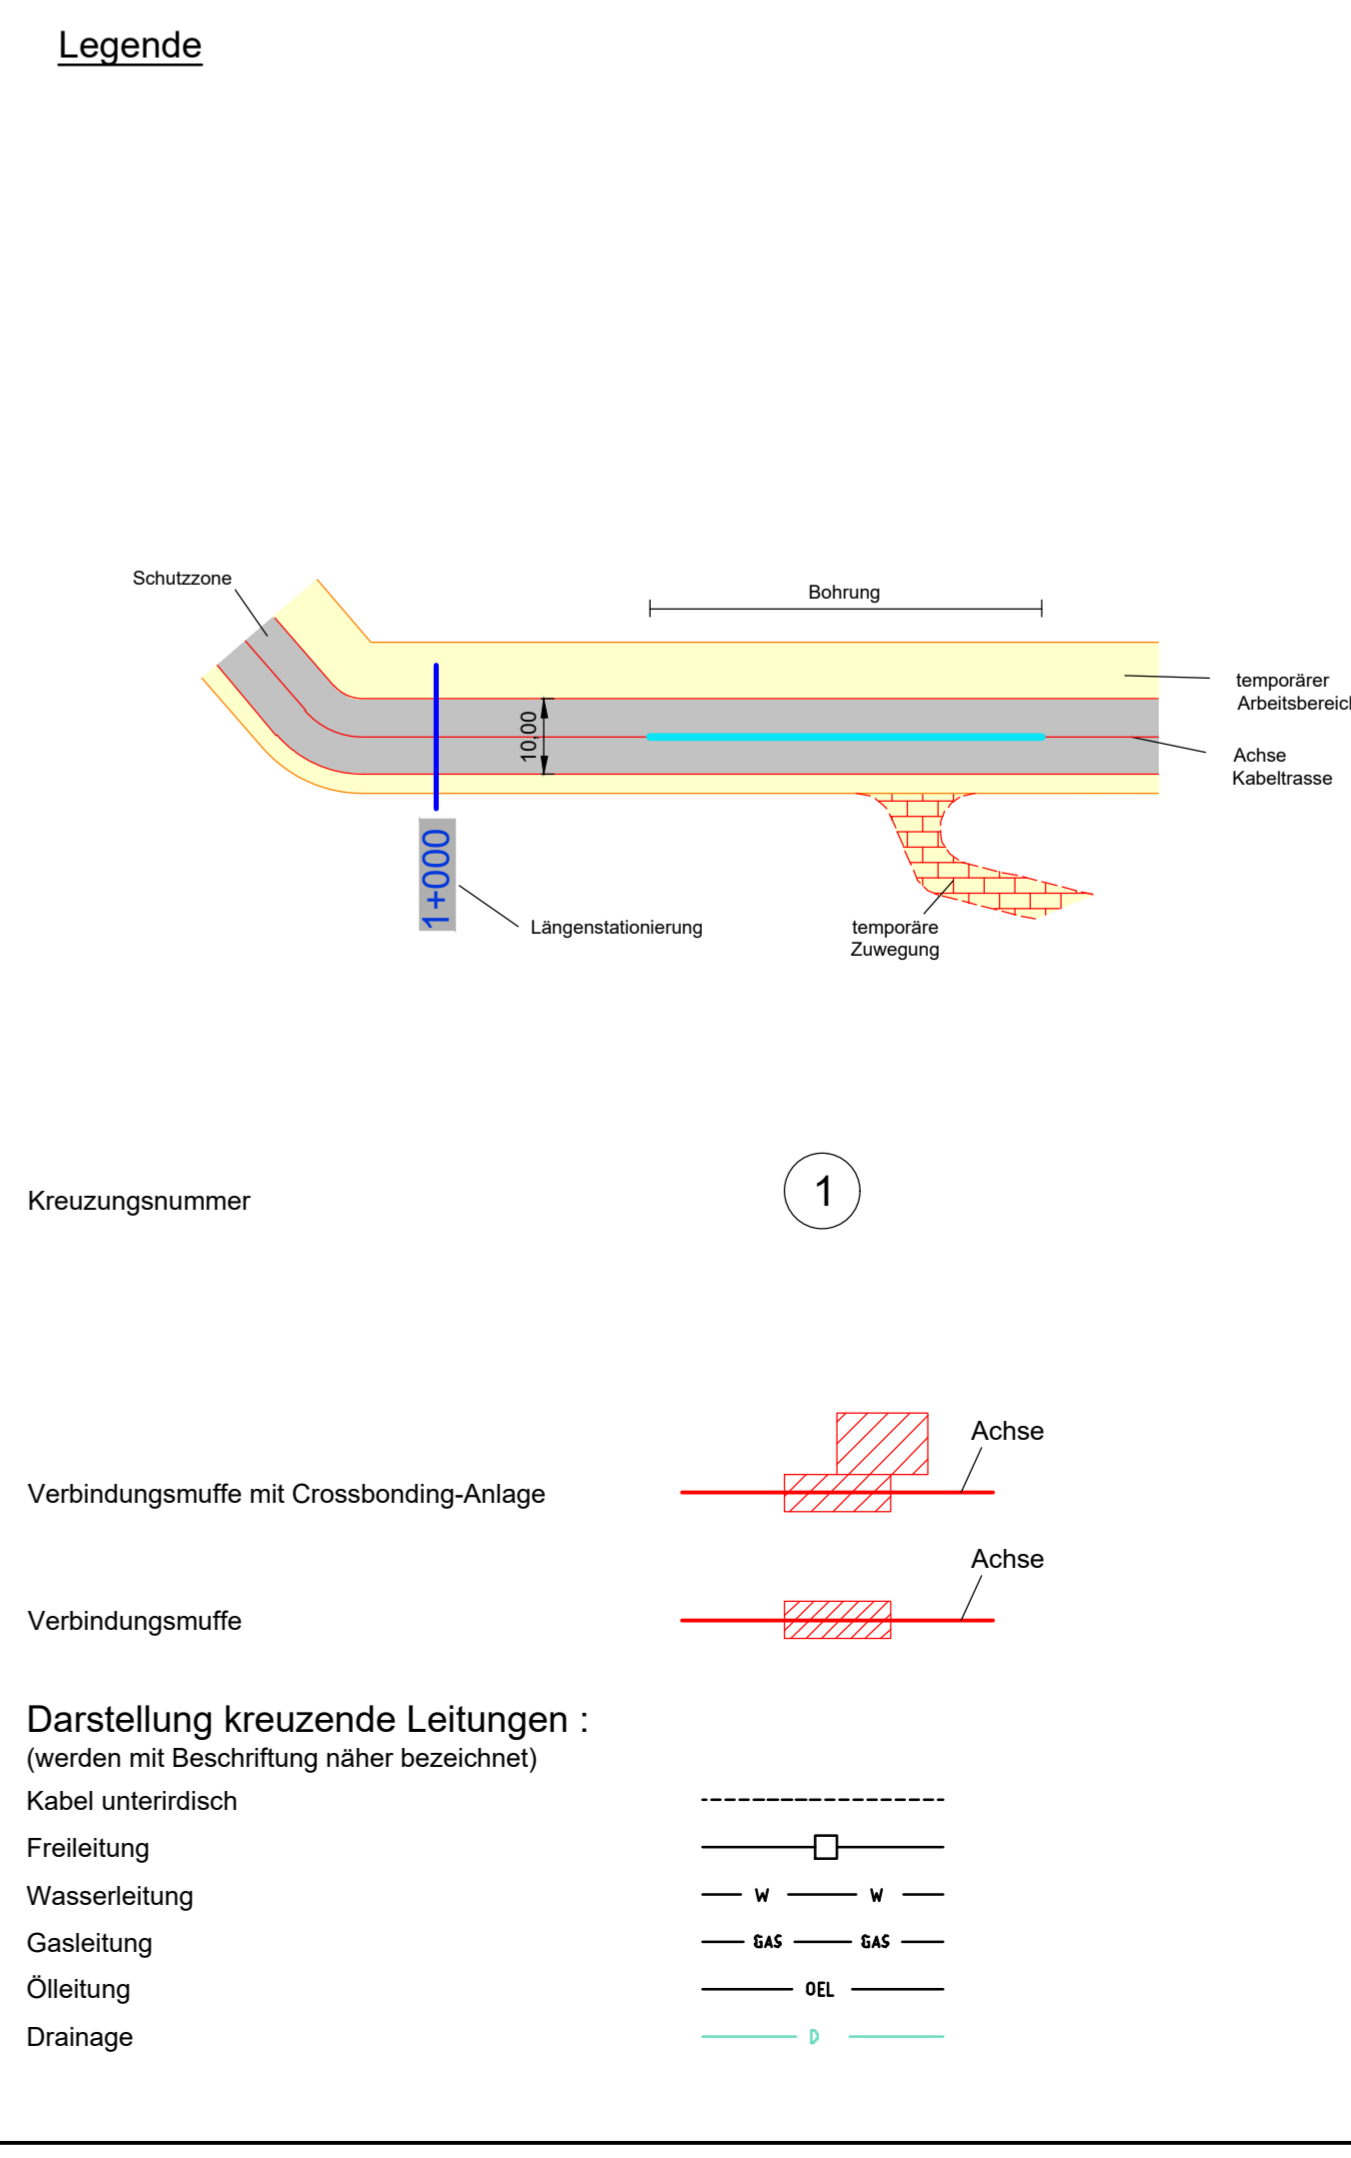 Legende
Schutzzone
Bohrung
temporärer
Arbeitsbereich
10,00
Achse
Kabeltrasse
1+000
Längenstationierung
temporäre
Zuwegung
Kreuzungsnummer
1
Achse
Verbindungsmuffe mit Crossbonding-Anlage
Achse
Verbindungsmuffe
Darstellung kreuzende Leitungen :
(werden mit Beschriftung näher bezeichnet)
Kabel unterirdisch
Freileitung
Wasserleitung W W
Gasleitung GAS GAS
Ölleitung OEL
Drainage D